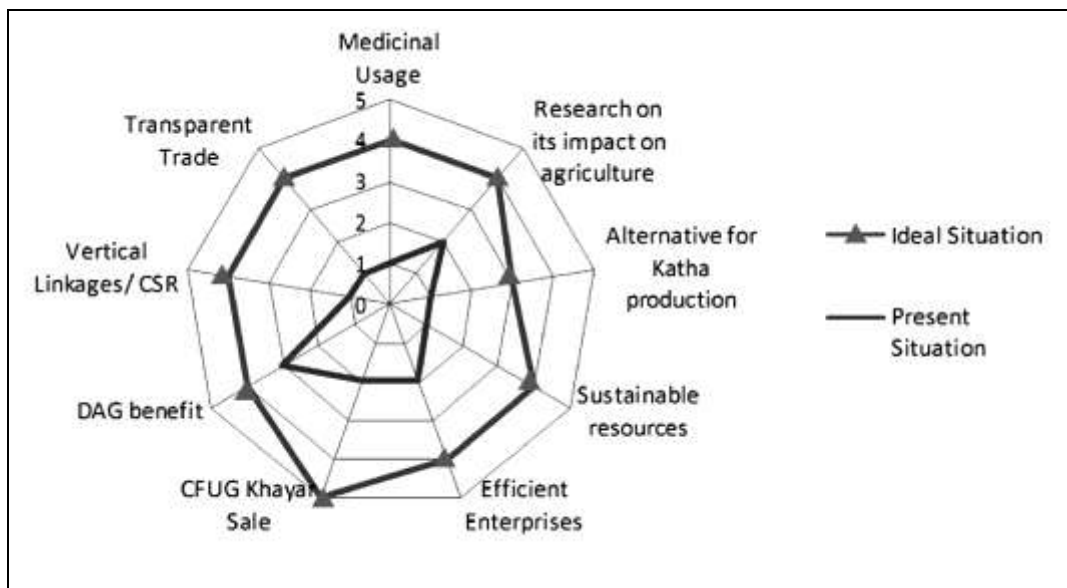 Medicinal
Usage
Research on
its impact on
agriculture
Alternative for
Katha
production
Sustainable
resources
Efficient
Enterprises
CFUG Khayar
Sale
DAG benefit
Vertical
Linkages/ CSR
Transparent
Trade
5
4
3
2
1
0
Ideal Situation
Present
Situation